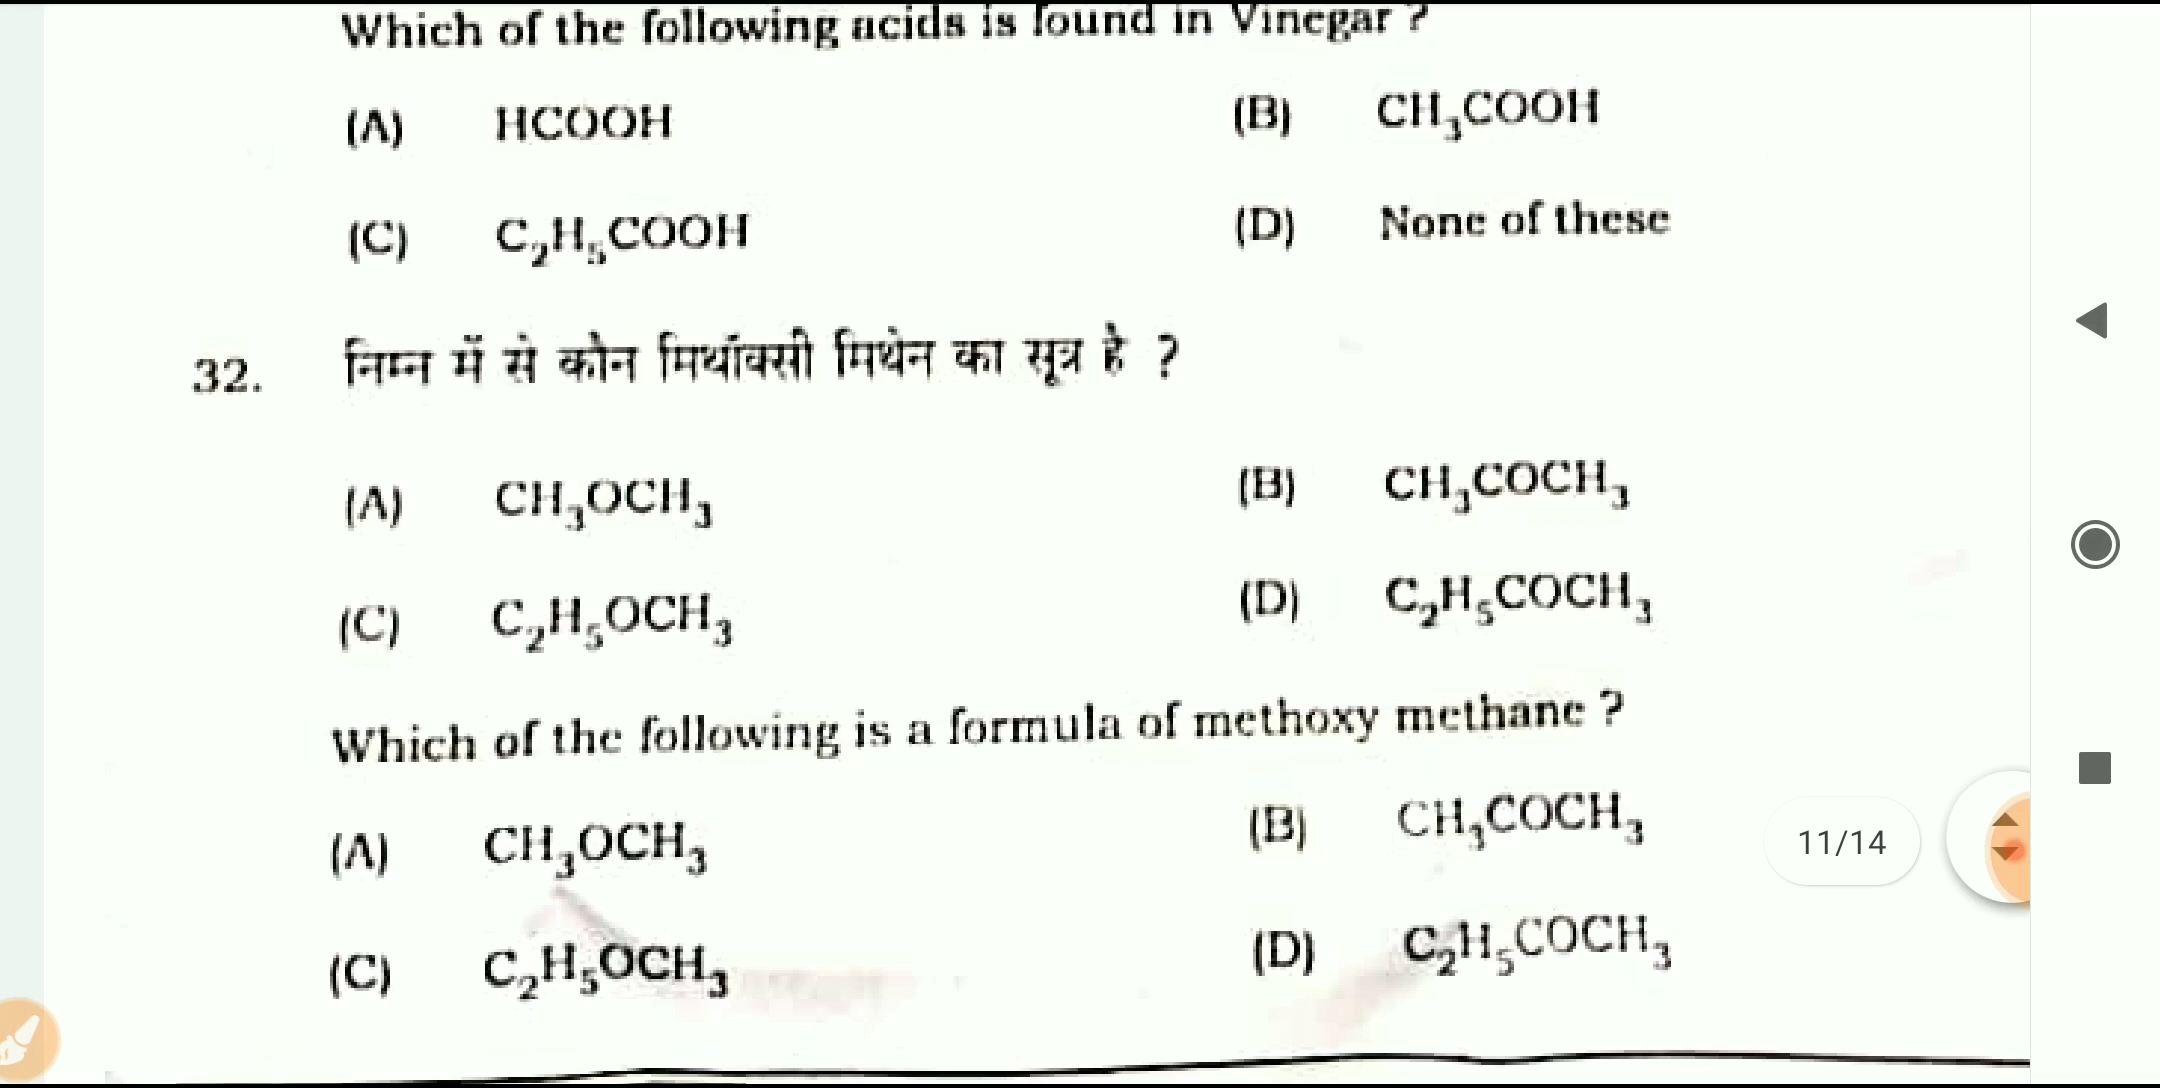 Which of the following acids is found in Vinegar ?
(A) HCOOH (B) CH₃COOH
(C) C₂H₅COOH (D) None of these
32. निम्न में से कौन मिथॉक्सी मिथेन का सूत्र है ?
(A) CH₃OCH₃ (B) CH₃COCH₃
(C) C₂H₅OCH₃ (D) C₂H₅COCH₃
Which of the following is a formula of methoxy methane ?
(A) CH₃OCH₃ (B) CH₃COCH₃
11/14
(C) C₂H₅OCH₃ (D) C₂H₅COCH₃